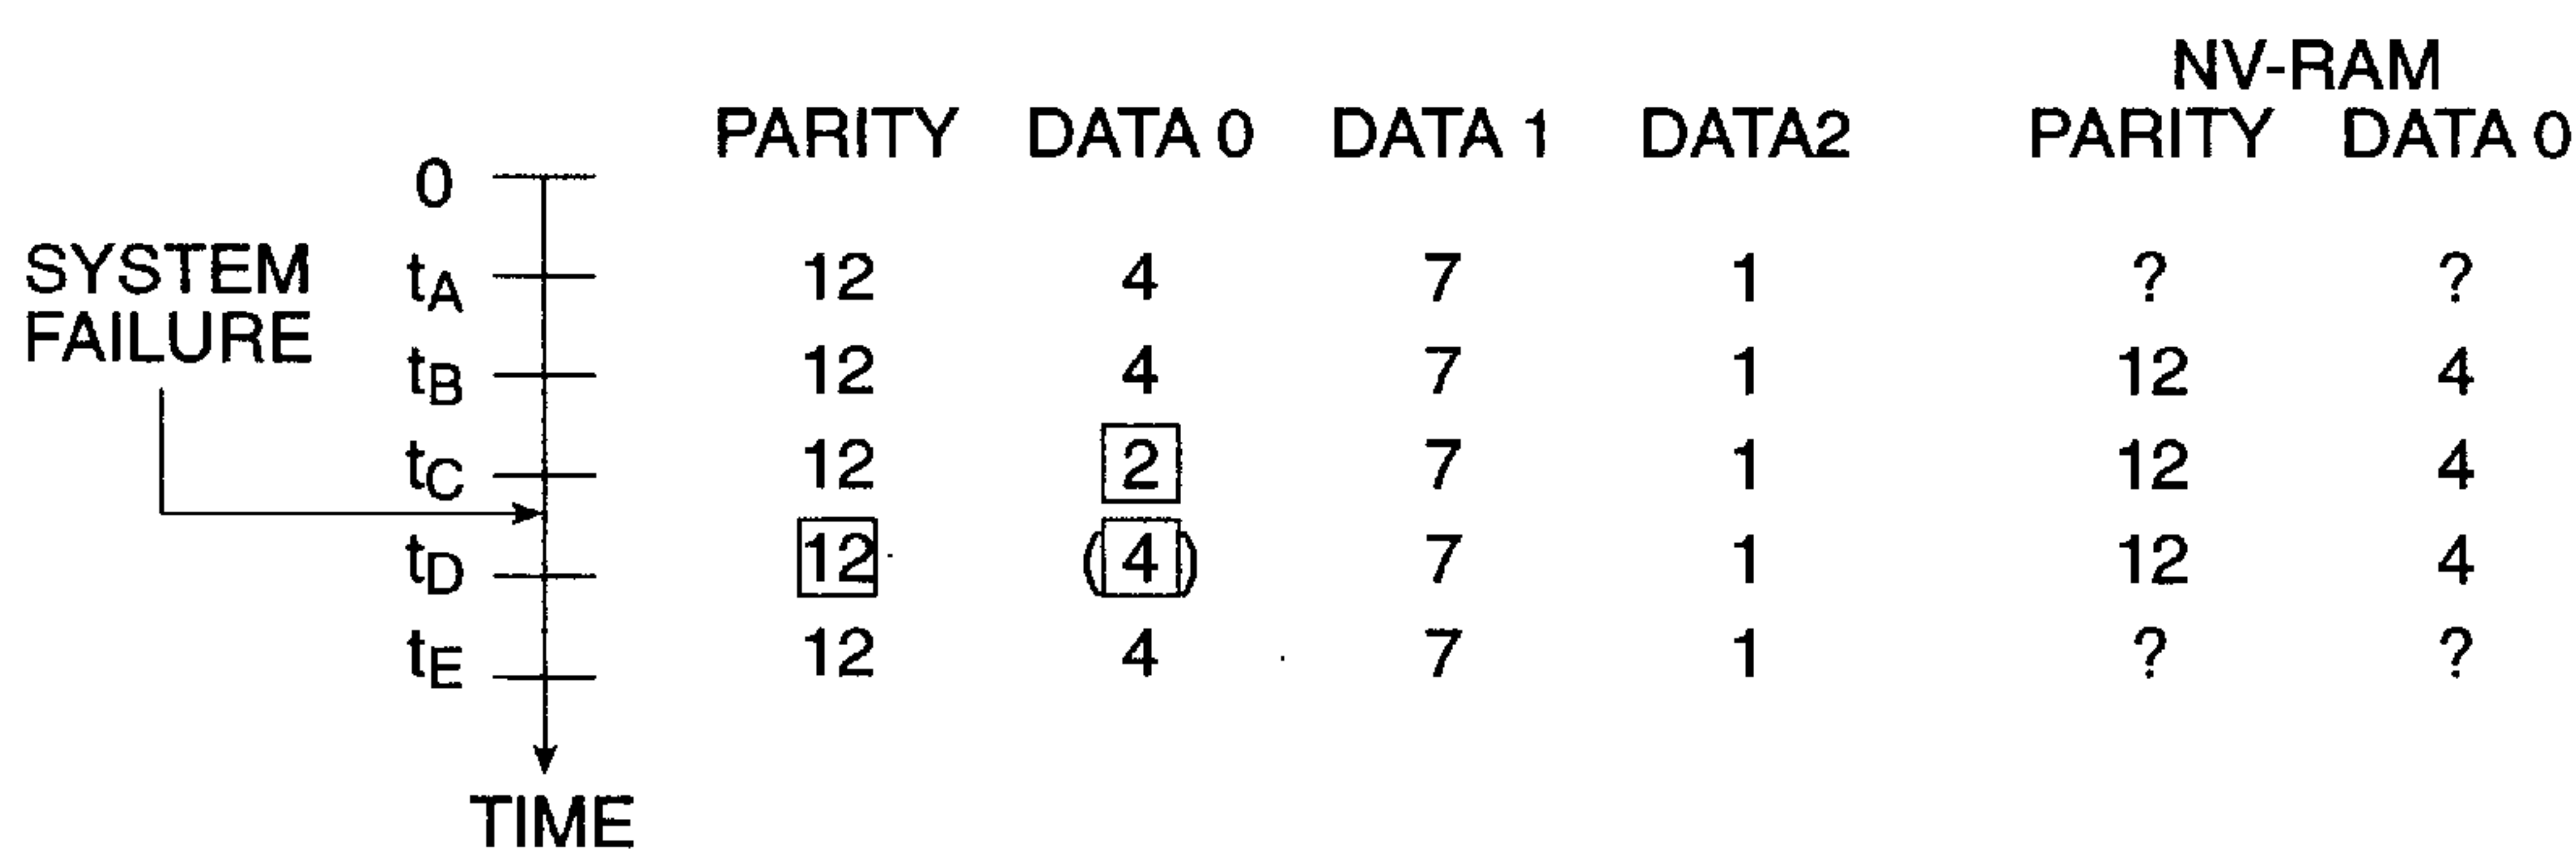 NV-RAM
PARITY DATA 0 DATA 1 DATA2 PARITY DATA 0
0
SYSTEM FAILURE
tA 12 4 7 1 ? ?
tB 12 4 7 1 12 4
tC 12 2 7 1 12 4
tD 12 (4) 7 1 12 4
tE 12 4 7 1 ? ?
TIME